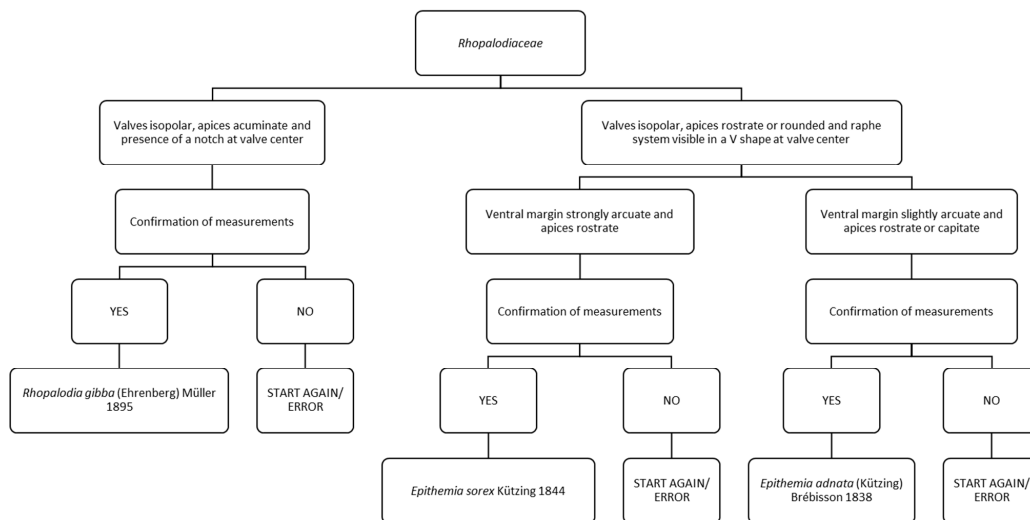 Rhopalodiaceae
Valves isopolar, apices acuminate and
presence of a notch at valve center
Valves isopolar, apices rostrate or rounded and raphe
system visible in a V shape at valve center
Confirmation of measurements
Ventral margin strongly arcuate and
apices rostrate
Ventral margin slightly arcuate and
apices rostrate or capitate
YES
NO
Confirmation of measurements
Confirmation of measurements
Rhopalodia gibba (Ehrenberg) Müller
1895
START AGAIN/
ERROR
YES
NO
YES
NO
Epithemia sorex Kützing 1844
START AGAIN/
ERROR
Epithemia adnata (Kützing)
Brébisson 1838
START AGAIN/
ERROR